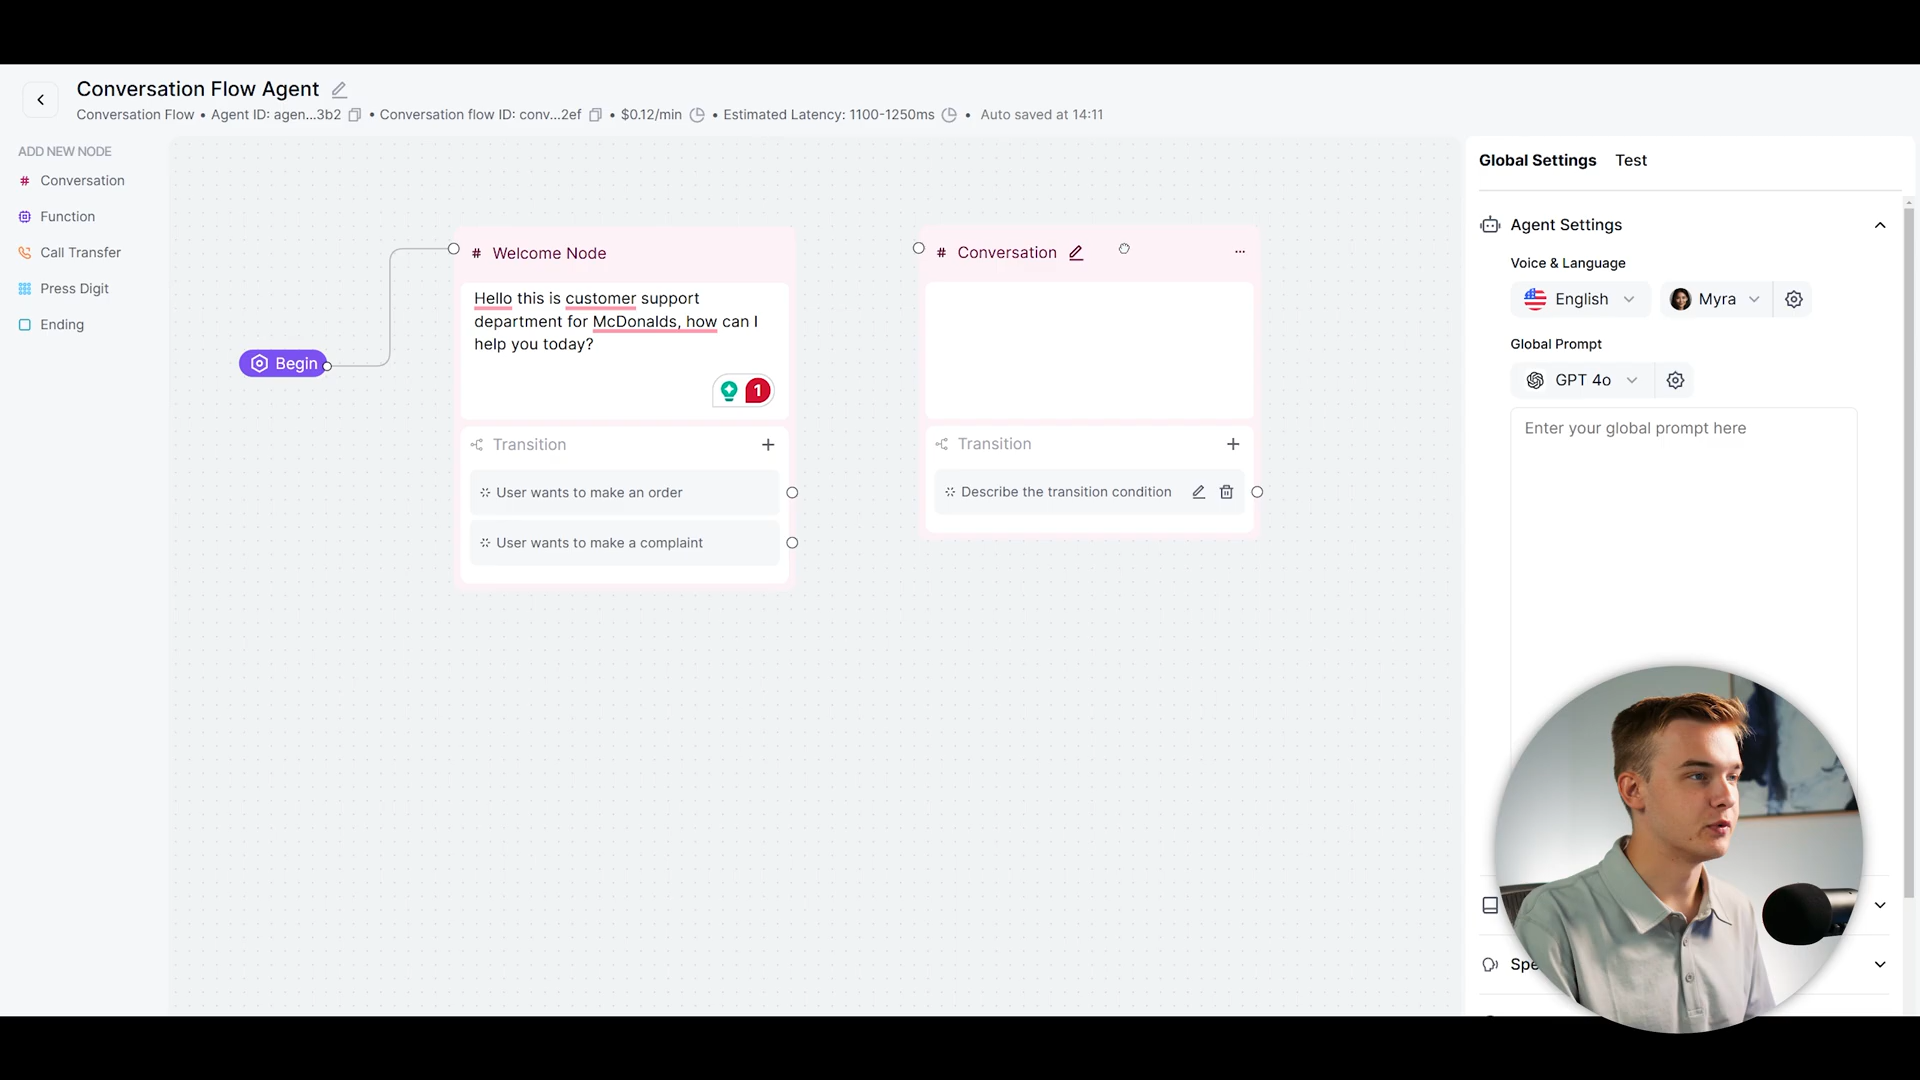 Conversation Flow Agent
Conversation Flow • Agent ID: agen...3b2 • Conversation flow ID: conv...2ef • $0.12/min • Estimated Latency: 1100-1250ms • Auto saved at 14:11
ADD NEW NODE
# Conversation
Function
Call Transfer
Press Digit
Ending
Begin
# Welcome Node
Hello this is customer support
department for McDonalds, how can I
help you today?
1
Transition +
User wants to make an order
User wants to make a complaint
# Conversation ...
Transition +
Describe the transition condition
Global Settings Test
Agent Settings
Voice & Language
English Myra
Global Prompt
GPT 4o
Enter your global prompt here